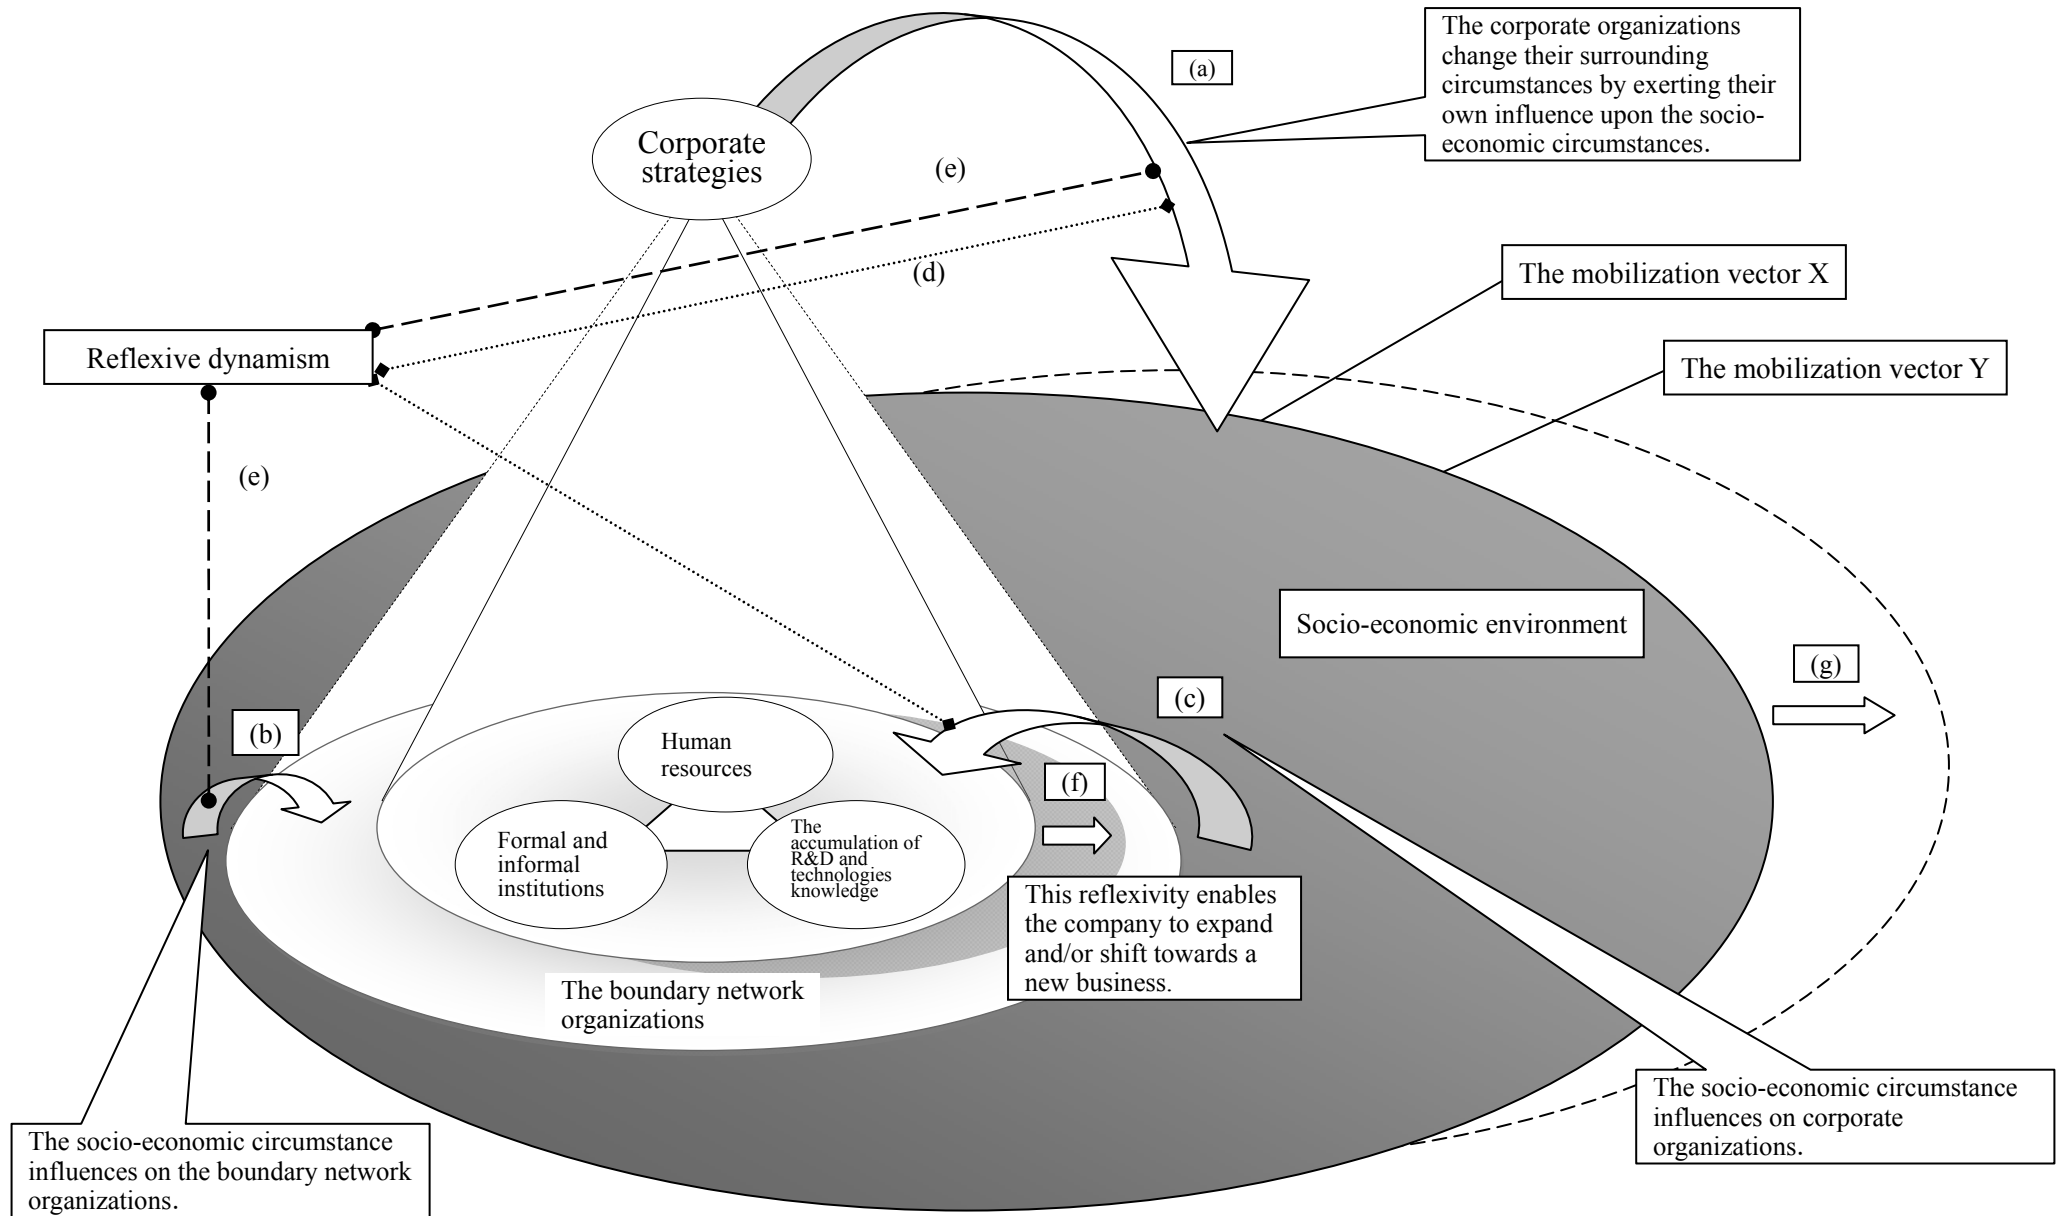 The corporate organizations
change their surrounding
circumstances by exerting their
own influence upon the socio-
economic circumstances.
(a)
Corporate
strategies
(e)
(d)
The mobilization vector X
Reflexive dynamism
The mobilization vector Y
(e)
Socio-economic environment
(g)
(c)
(b)
Human
resources
(f)
Formal and
informal
institutions
The
accumulation of
R&D and
technologies
knowledge
This reflexivity enables
the company to expand
and/or shift towards a
new business.
The boundary network
organizations
The socio-economic circumstance
influences on corporate
organizations.
The socio-economic circumstance
influences on the boundary network
organizations.